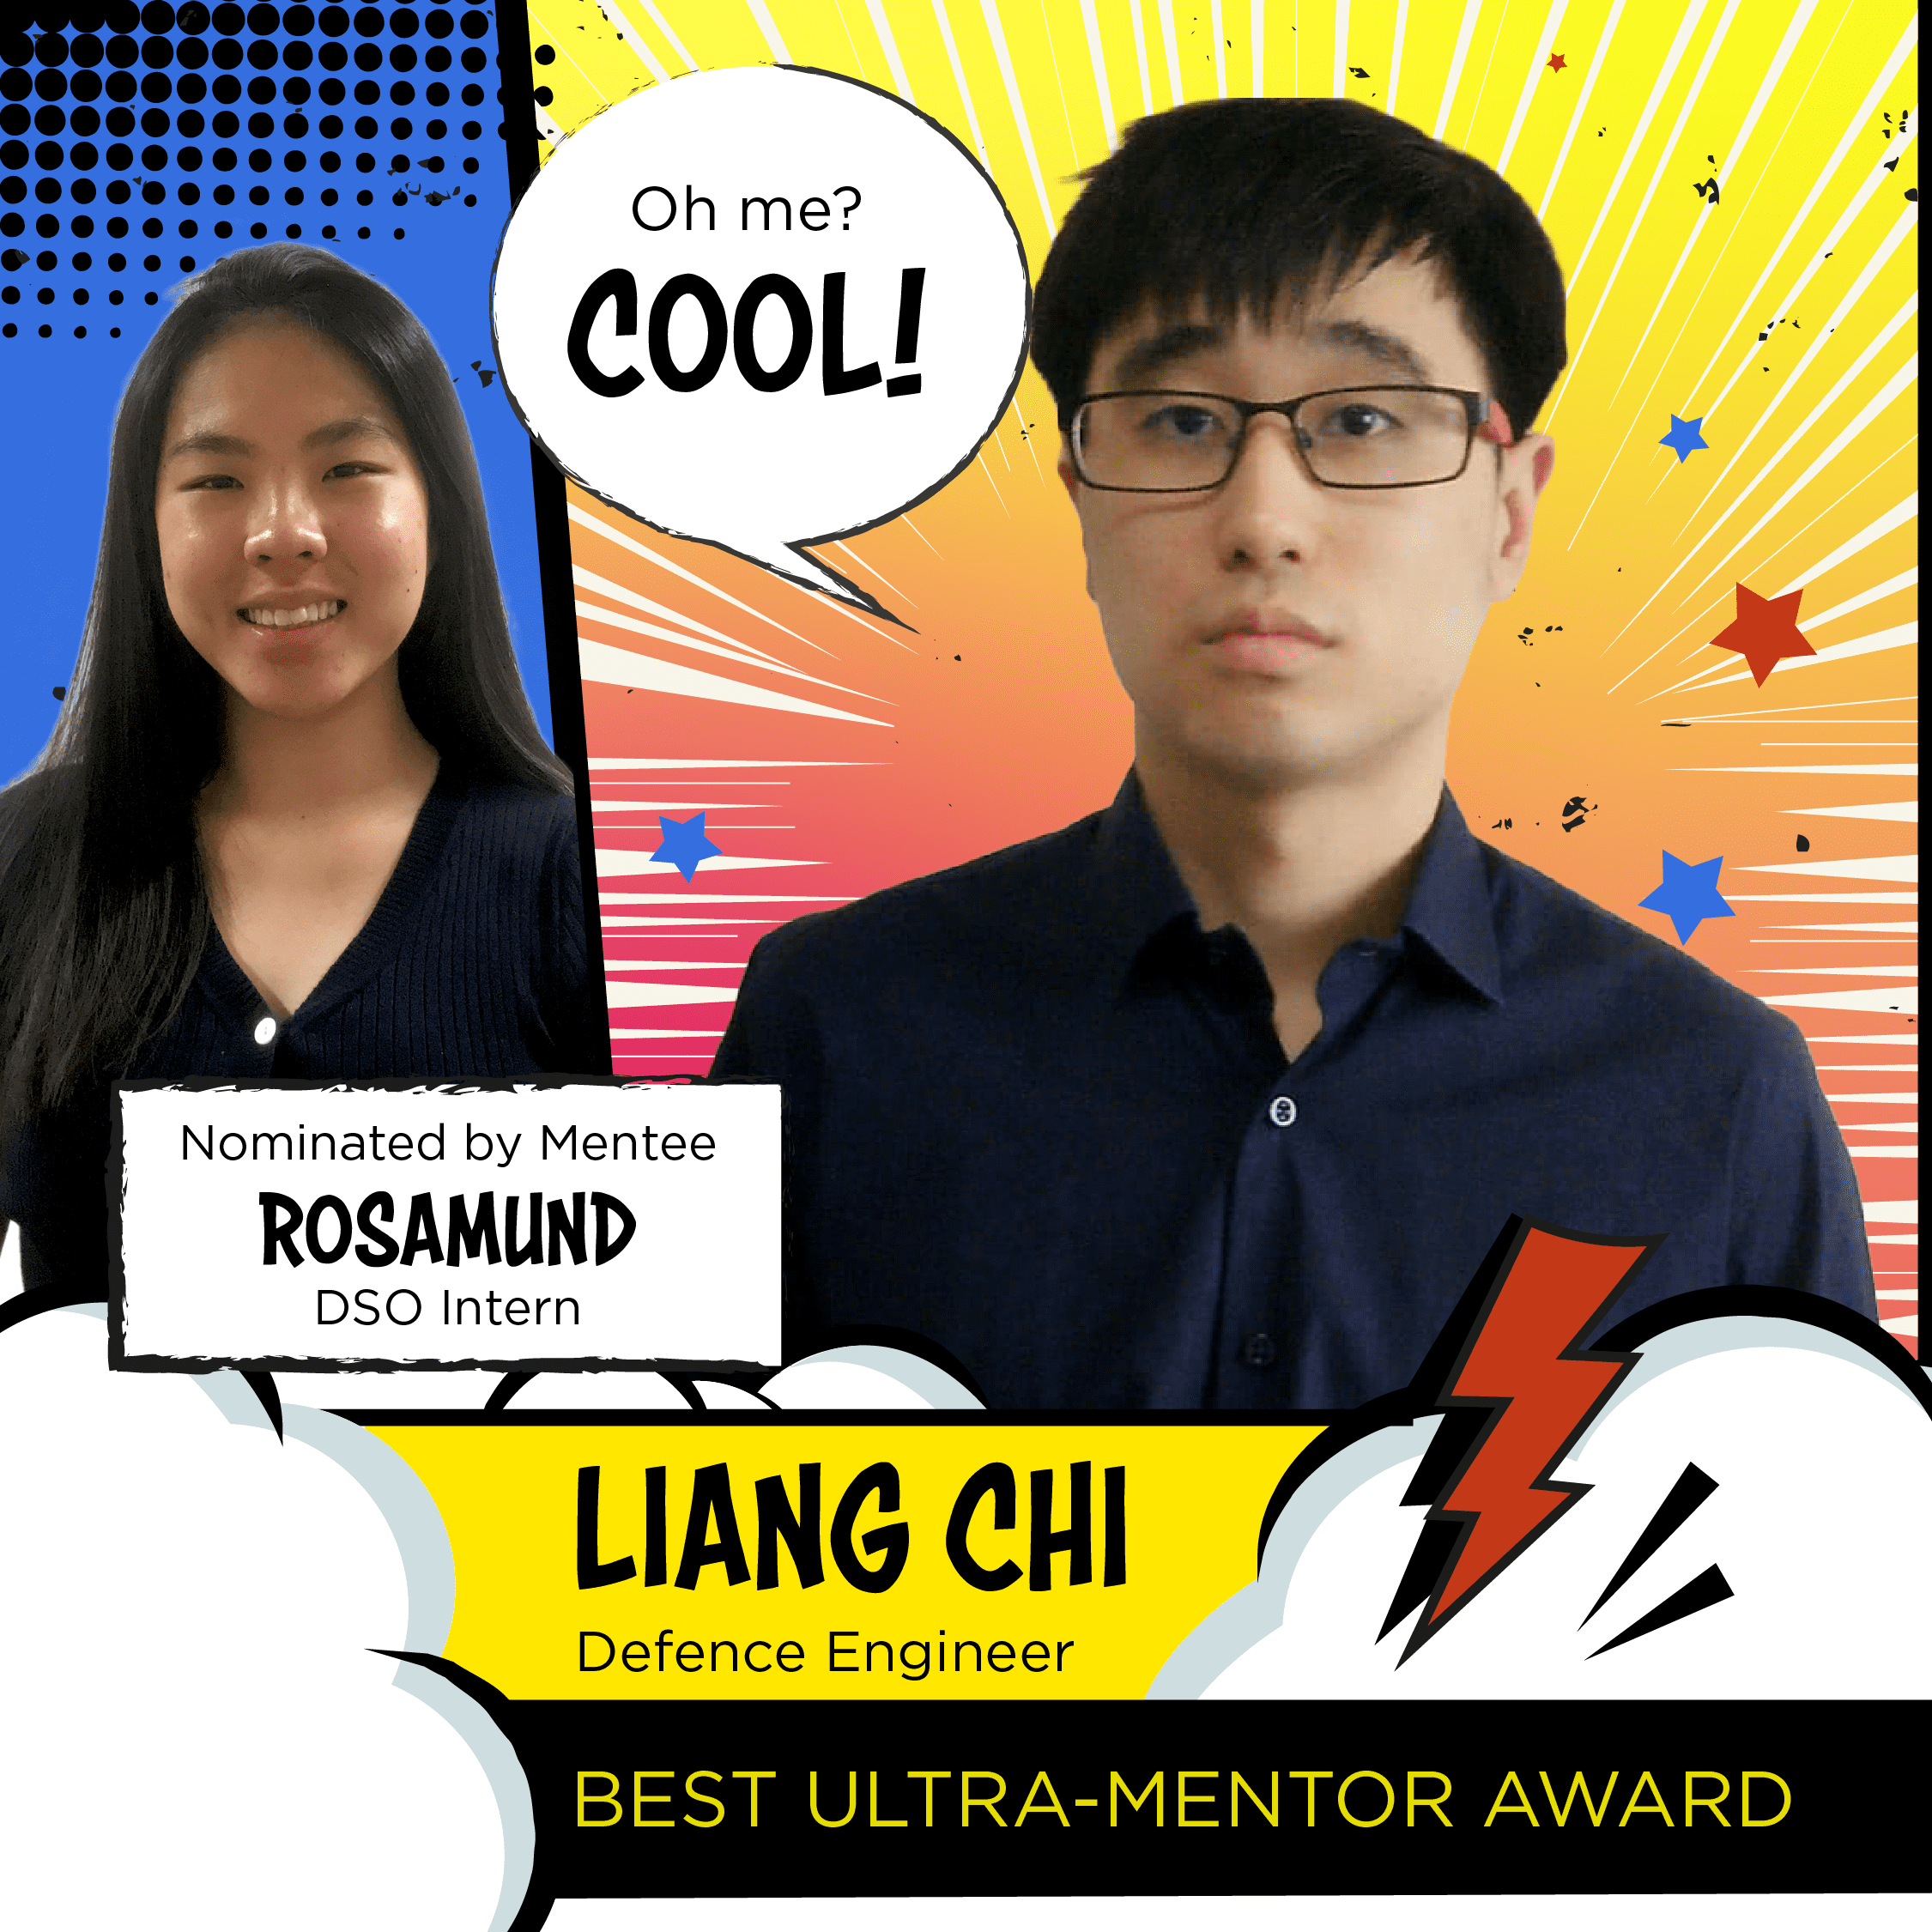 Oh me?
COOL!
Nominated by Mentee
ROSAMUND
DSO Intern
LIANG CHI
Defence Engineer
BEST ULTRA-MENTOR AWARD